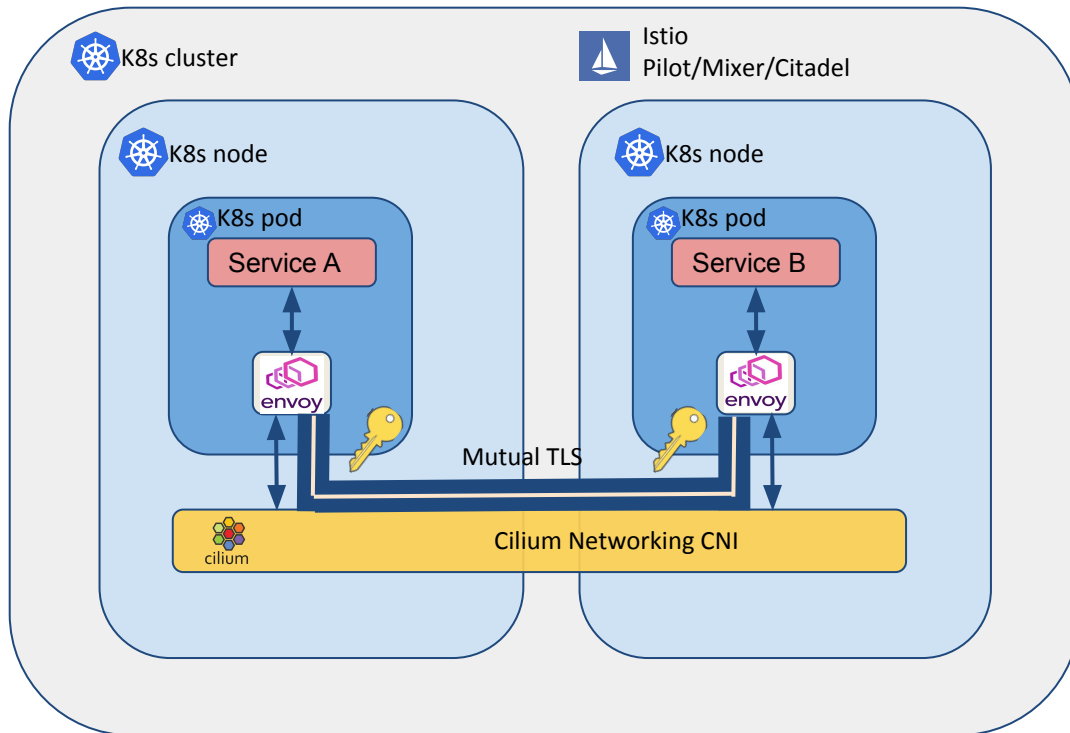 K8s cluster
Istio
Pilot/Mixer/Citadel
K8s node
K8s node
K8s pod
K8s pod
Service A
Service B
envoy
envoy
Mutual TLS
cilium
Cilium Networking CNI